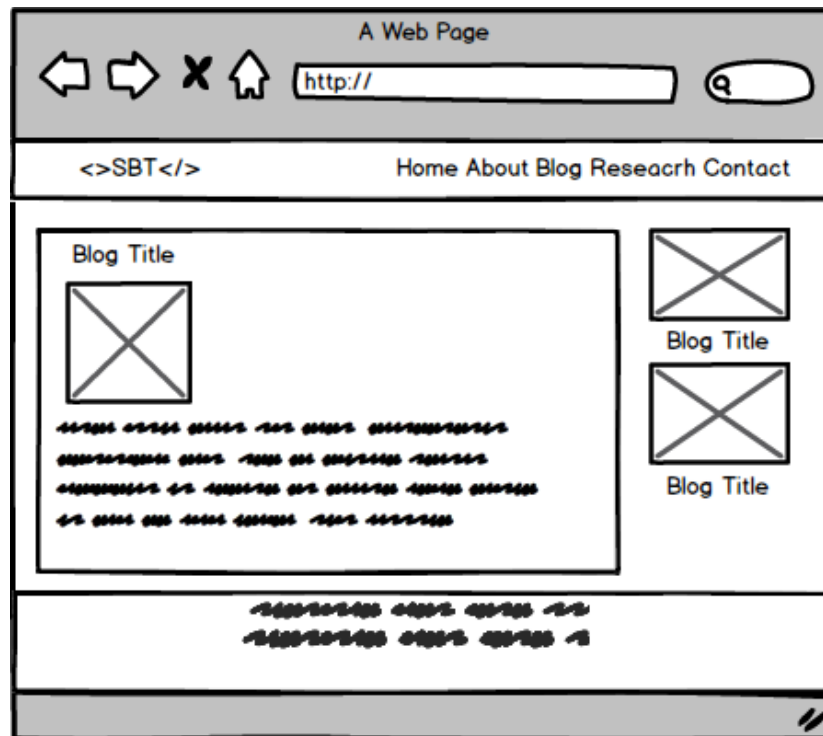 A Web Page
http://
<>SBT</>
Home About Blog Reseacrh Contact
Blog Title
Blog Title
Blog Title